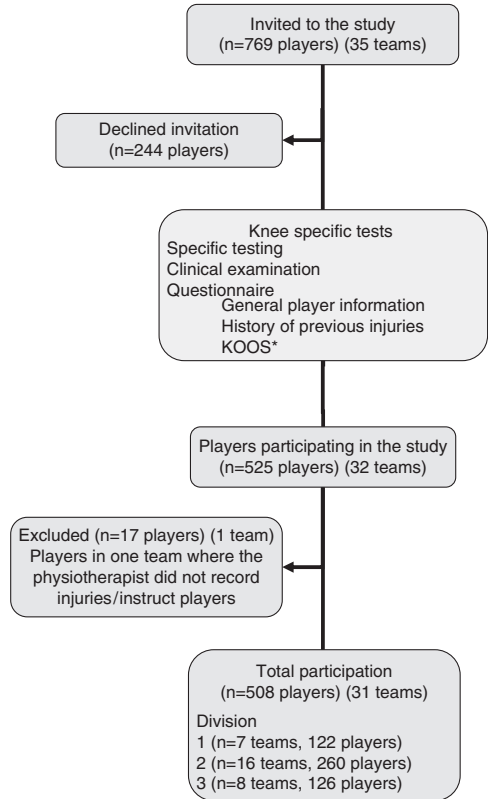 Invited to the study
(n=769 players) (35 teams)
Declined invitation
(n=244 players)
Knee specific tests
Specific testing
Clinical examination
Questionnaire
General player information
History of previous injuries
KOOS*
Players participating in the study
(n=525 players) (32 teams)
Excluded (n=17 players) (1 team)
Players in one team where the
physiotherapist did not record
injuries/instruct players
Total participation
(n=508 players) (31 teams)
Division
1 (n=7 teams, 122 players)
2 (n=16 teams, 260 players)
3 (n=8 teams, 126 players)